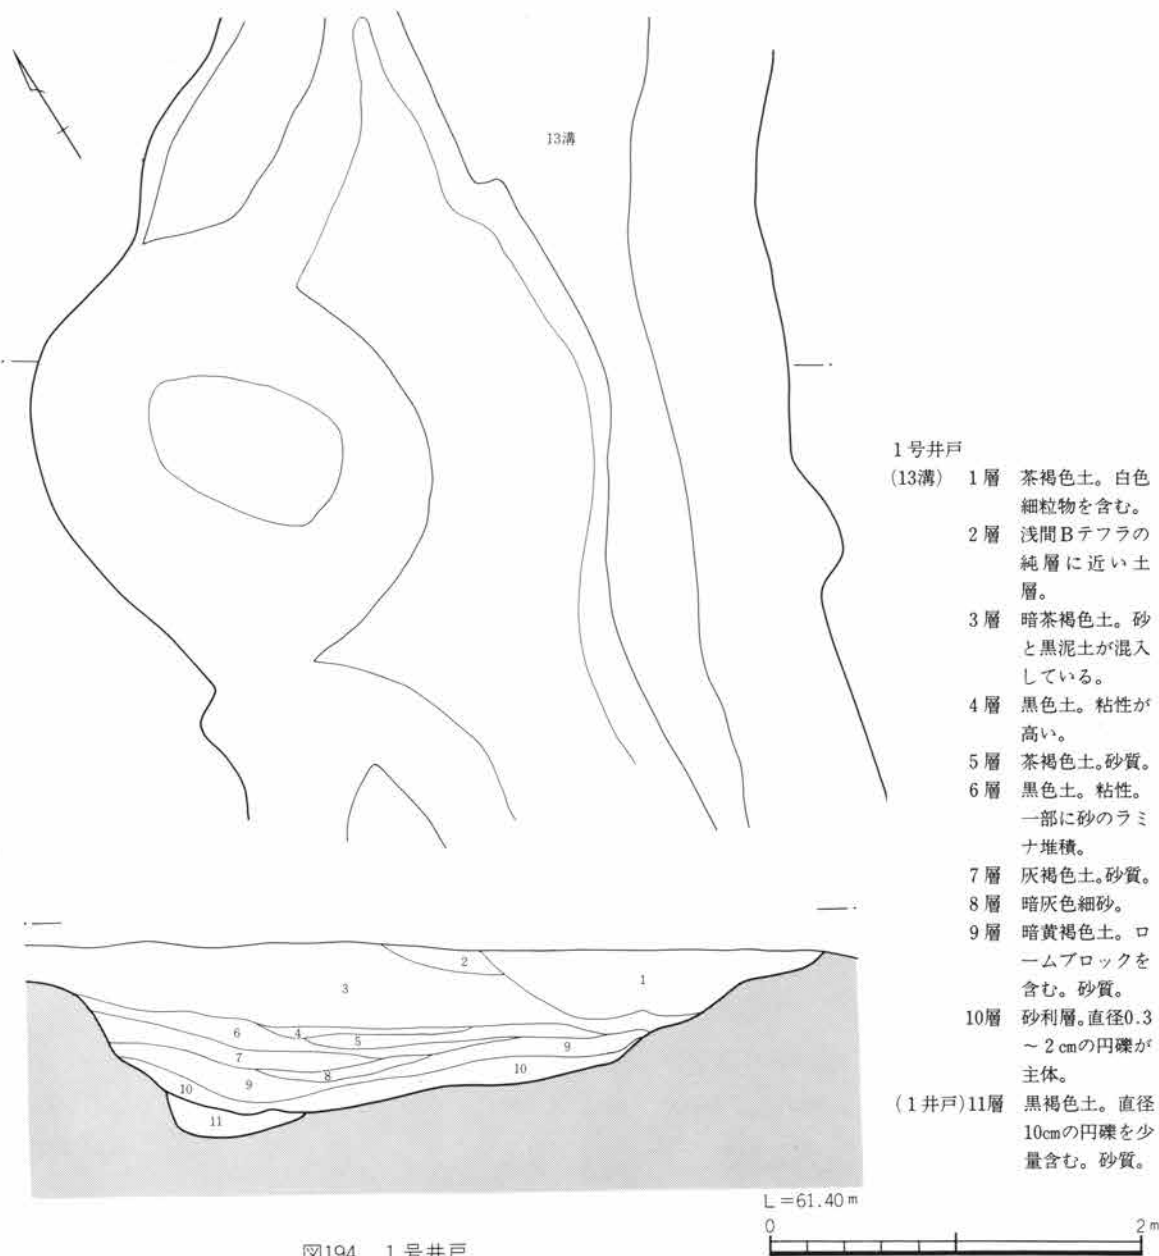 13溝
1号井戸
(13溝) 1層 茶褐色土。白色
細粒物を含む。
2層 浅間Bテフラの
純層に近い土
層。
3層 暗茶褐色土。砂
と黒泥土が混入
している。
4層 黒色土。粘性が
高い。
5層 茶褐色土。砂質。
6層 黒色土。粘性。
一部に砂のラミ
ナ堆積。
7層 灰褐色土。砂質。
8層 暗灰色細砂。
9層 暗黄褐色土。ロ
ームブロックを
含む。砂質。
10層 砂利層。直径0.3
～2cmの円礫が
主体。
(1井戸)11層 黒褐色土。直径
10cmの円礫を少
量含む。砂質。
2
1
3
6
4
5
7
9
8
9
10
10
11
L=61.40m
0 2m
図194 1号井戸